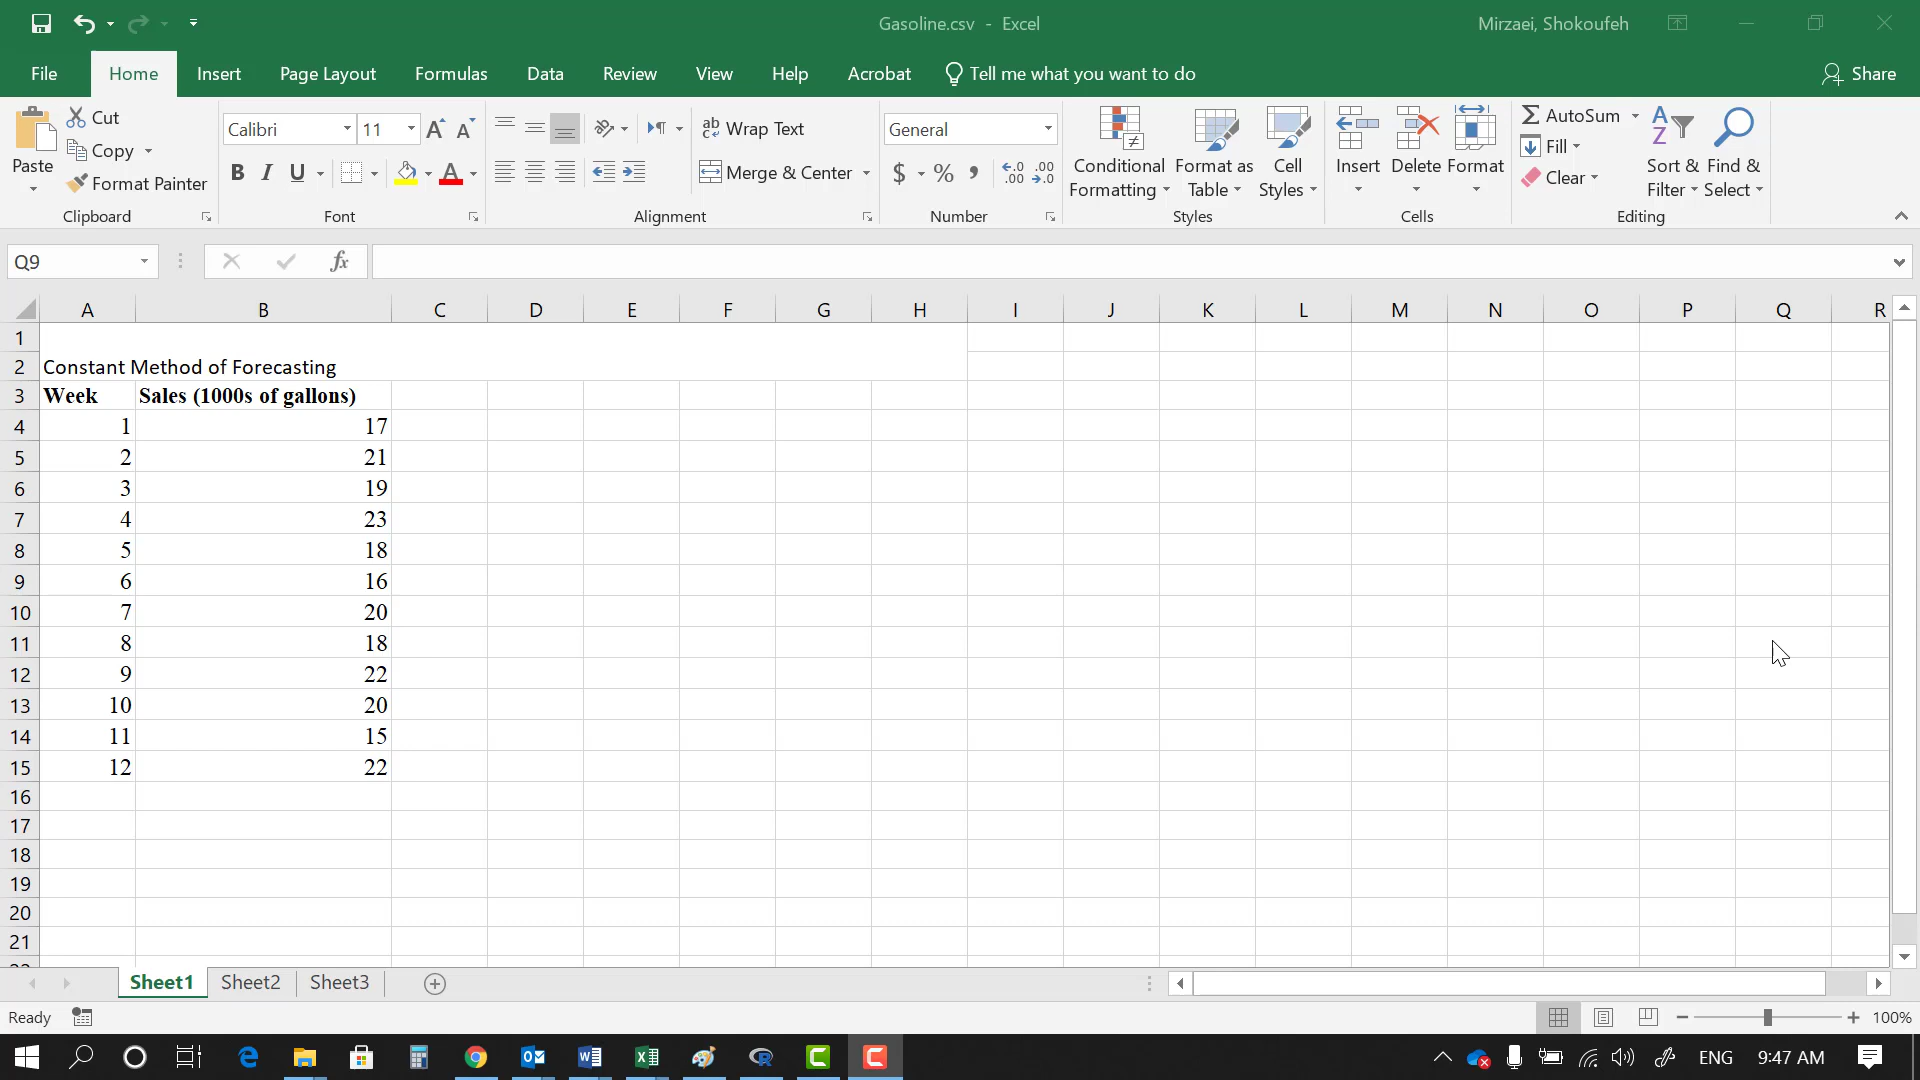 Gasoline.csv - Excel
Mirzaei, Shokoufeh
File Home Insert Page Layout Formulas Data Review View Help Acrobat Tell me what you want to do Share
Paste
Cut
Copy
Format Painter
Clipboard
Calibri 11
B I U
Font
Wrap Text
Merge & Center
Alignment
General
$ % ,
Number
Conditional Formatting
Format as Table
Cell Styles
Styles
Insert Delete Format
Cells
AutoSum
Fill
Clear
Sort & Filter
Find & Select
Editing
Q9 fx
A B C D E F G H I J K L M N O P Q R
1
2 Constant Method of Forecasting
3 Week Sales (1000s of gallons)
4 1 17
5 2 21
6 3 19
7 4 23
8 5 18
9 6 16
10 7 20
11 8 18
12 9 22
13 10 20
14 11 15
15 12 22
16
17
18
19
20
21
Sheet1 Sheet2 Sheet3
Ready 100%
ENG 9:47 AM